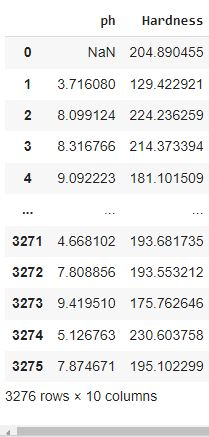 ph Hardness
0 NaN 204.890455
1 3.716080 129.422921
2 8.099124 224.236259
3 8.316766 214.373394
4 9.092223 181.101509
... ... ...
3271 4.668102 193.681735
3272 7.808856 193.553212
3273 9.419510 175.762646
3274 5.126763 230.603758
3275 7.874671 195.102299
3276 rows × 10 columns